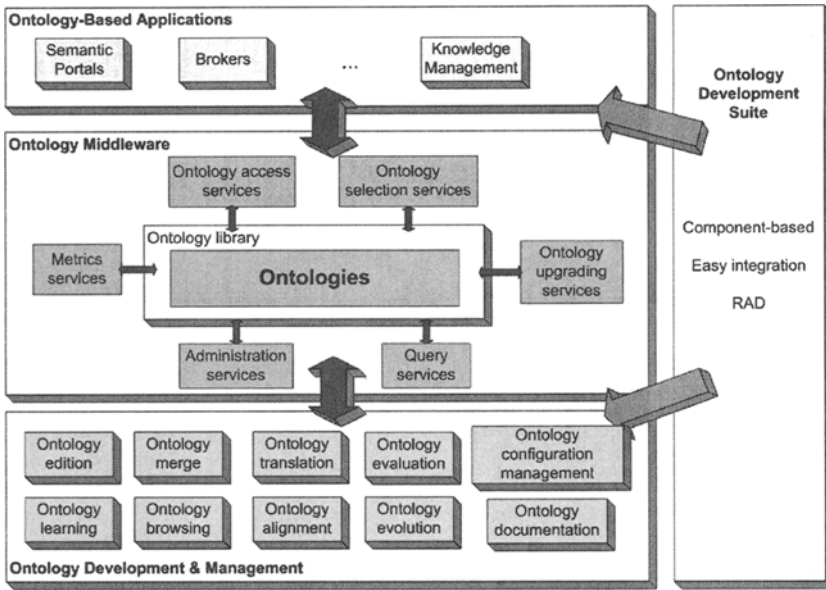 Ontology-Based Applications
Semantic
Portals
Brokers
...
Knowledge
Management
Ontology Middleware
Ontology access
services
Ontology
selection services
Ontology library
Metrics
services
Ontologies
Ontology
upgrading
services
Administration
services
Query
services
Ontology
edition
Ontology
merge
Ontology
translation
Ontology
evaluation
Ontology
configuration
management
Ontology
learning
Ontology
browsing
Ontology
alignment
Ontology
evolution
Ontology
documentation
Ontology Development & Management
Ontology
Development
Suite
Component-based
Easy integration
RAD